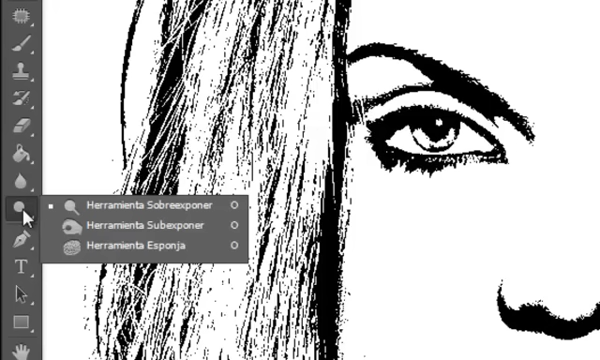 Herramienta Sobreexponer O
Herramienta Subexponer O
Herramienta Esponja O
T